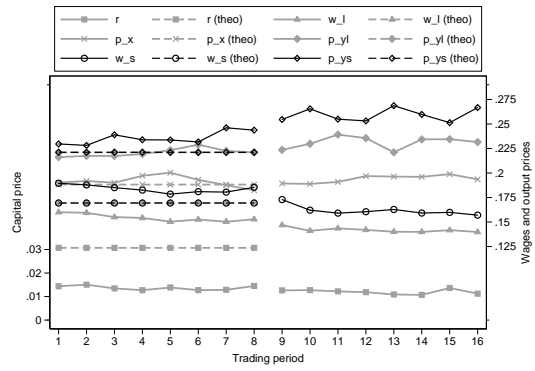 r r (theo) w_l w_l (theo)
p_x p_x (theo) p_yl p_yl (theo)
w_s w_s (theo) p_ys p_ys (theo)
Capital price
.03
.02
.01
0
.275
.25
.225
.2
.175
.15
.125
Wages and output prices
1 2 3 4 5 6 7 8 9 10 11 12 13 14 15 16
Trading period